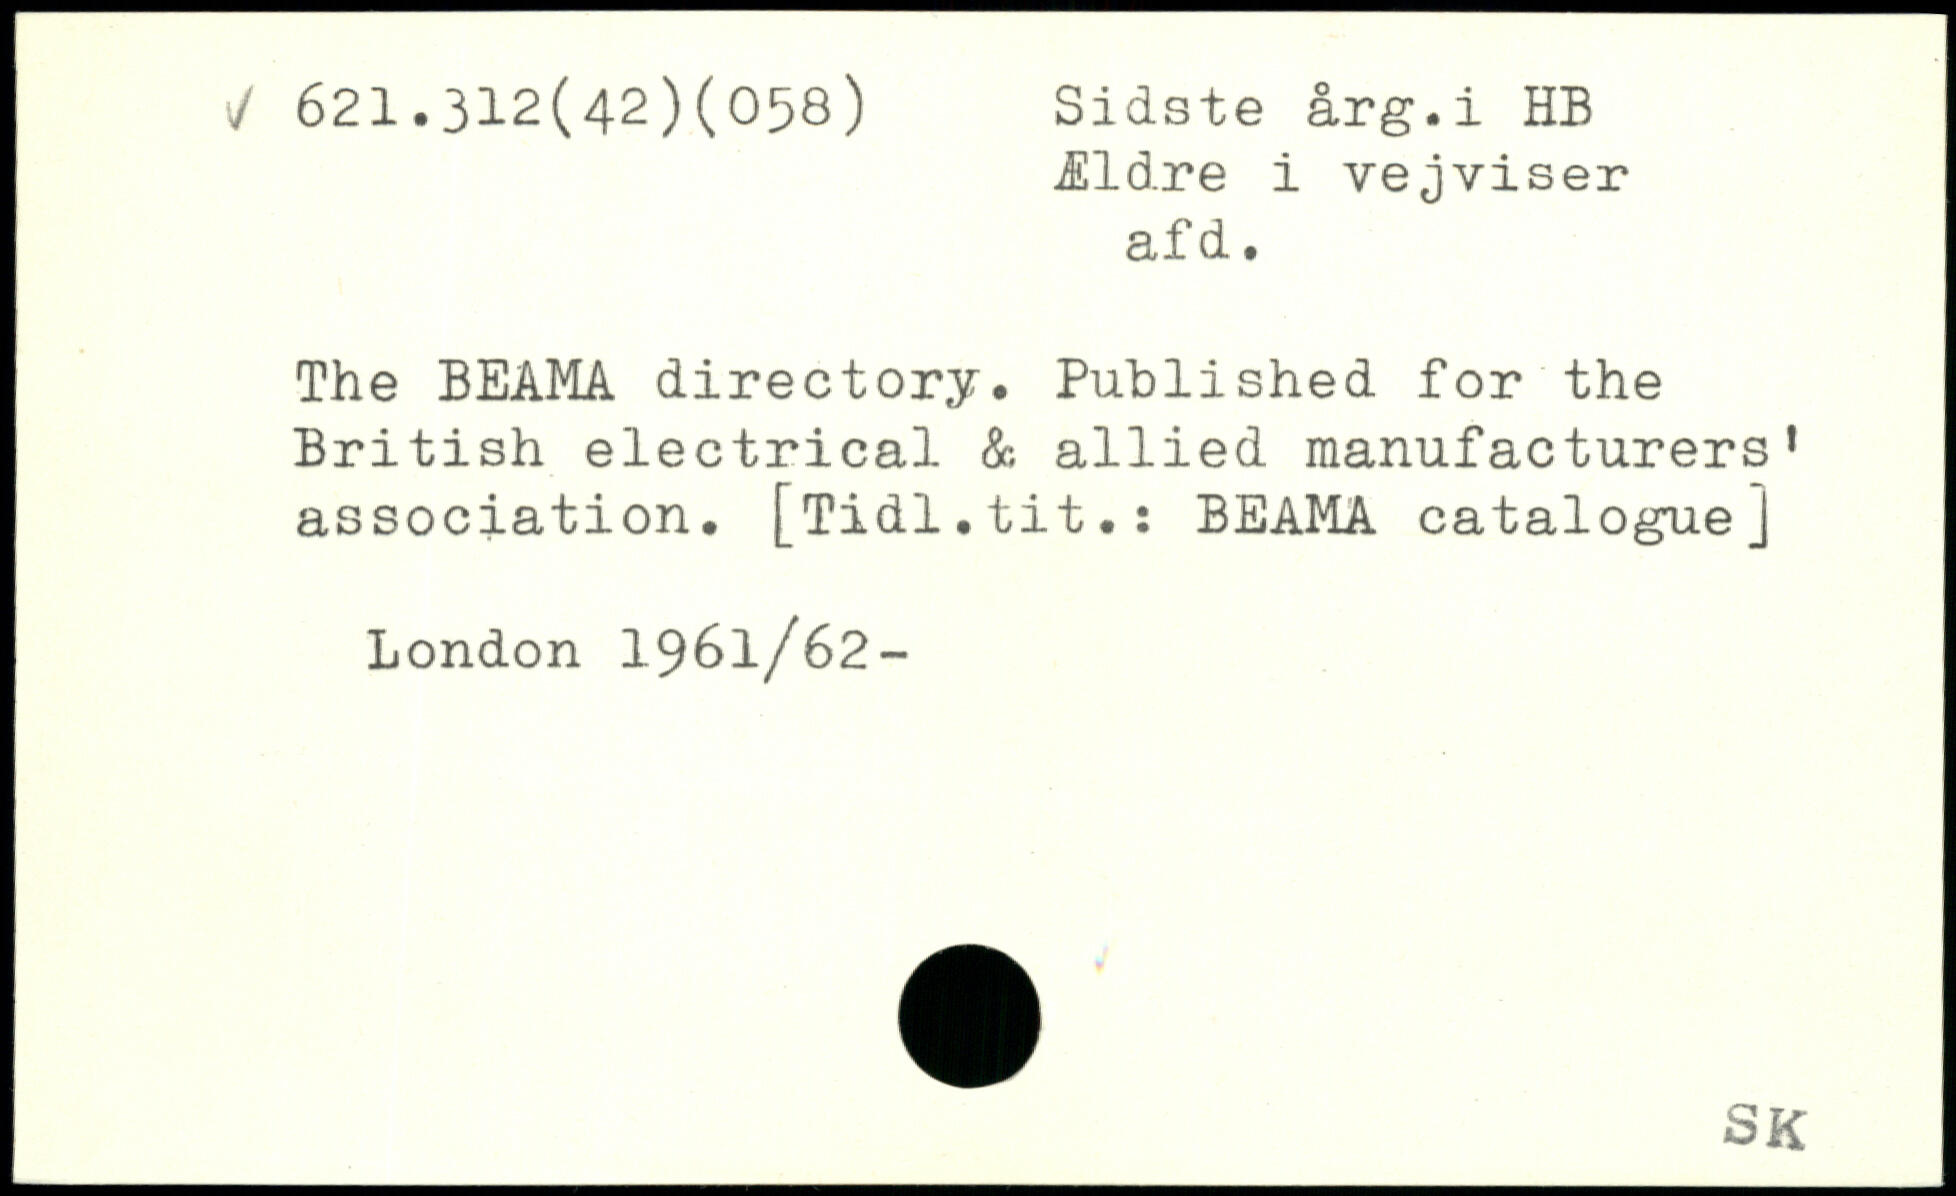 ✓ 621.312(42)(058) Sidste årg.i HB
Ældre i vejviser
afd.
The BEAMA directory. Published for the
British electrical & allied manufacturers'
association. [Tidl.tit.: BEAMA catalogue]
London 1961/62-
SK